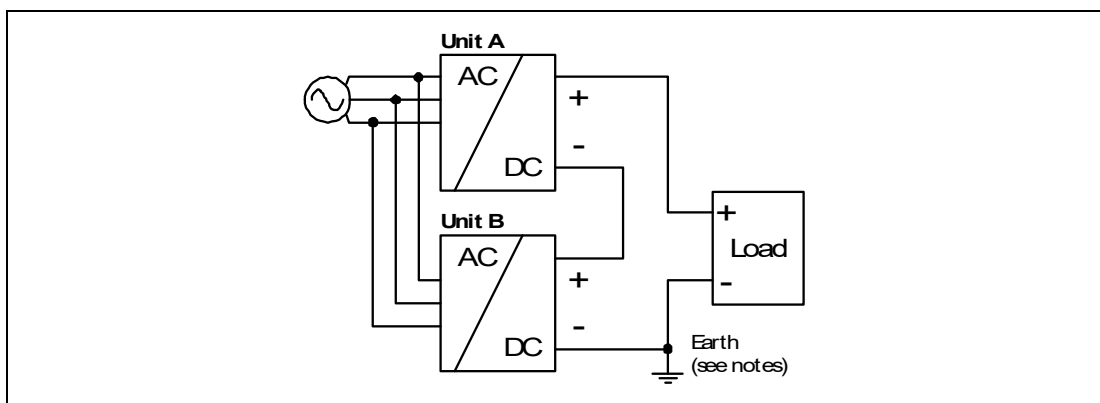 Unit A
AC
+
-
DC
+
Load
-
Unit B
AC
+
-
DC
Earth
(see notes)